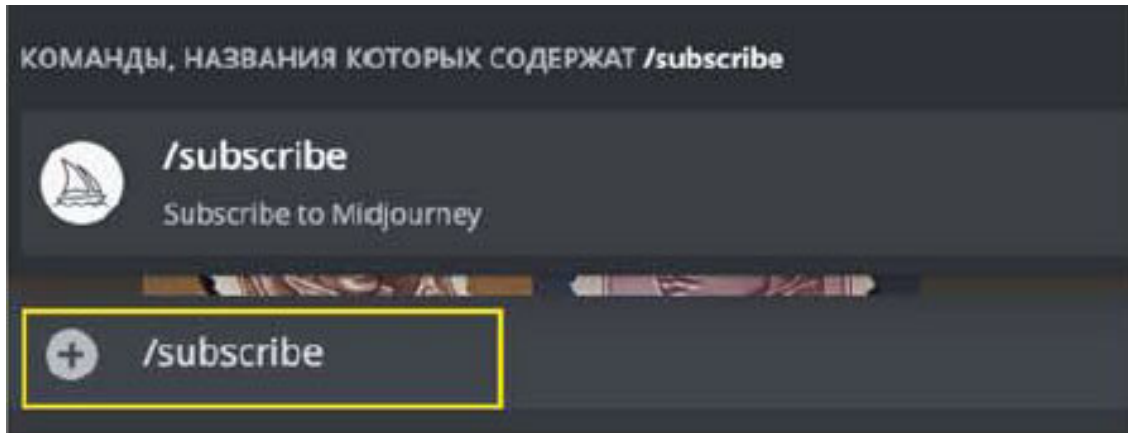 КОМАНДЫ, НАЗВАНИЯ КОТОРЫХ СОДЕРЖАТ /subscribe
/subscribe
Subscribe to Midjourney
/subscribe